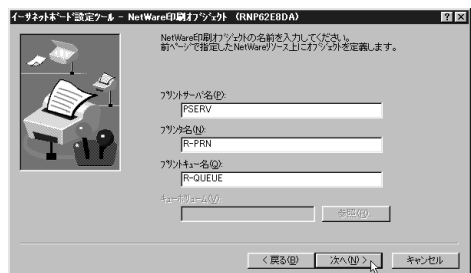 イーサネットボード設定ツール - NetWare印刷オブジェクト (RNP62E8DA)
NetWare印刷オブジェクトの名前を入力してください。
前ページで指定したNetWareリソース上にオブジェクトを定義します。
プリントサーバ名(P):
PSERV
プリンタ名(N):
R-PRN
プリントキュー名(Q):
R-QUEUE
キューボリューム(V):
参照(R)...
< 戻る(B)
次へ(N) >
キャンセル